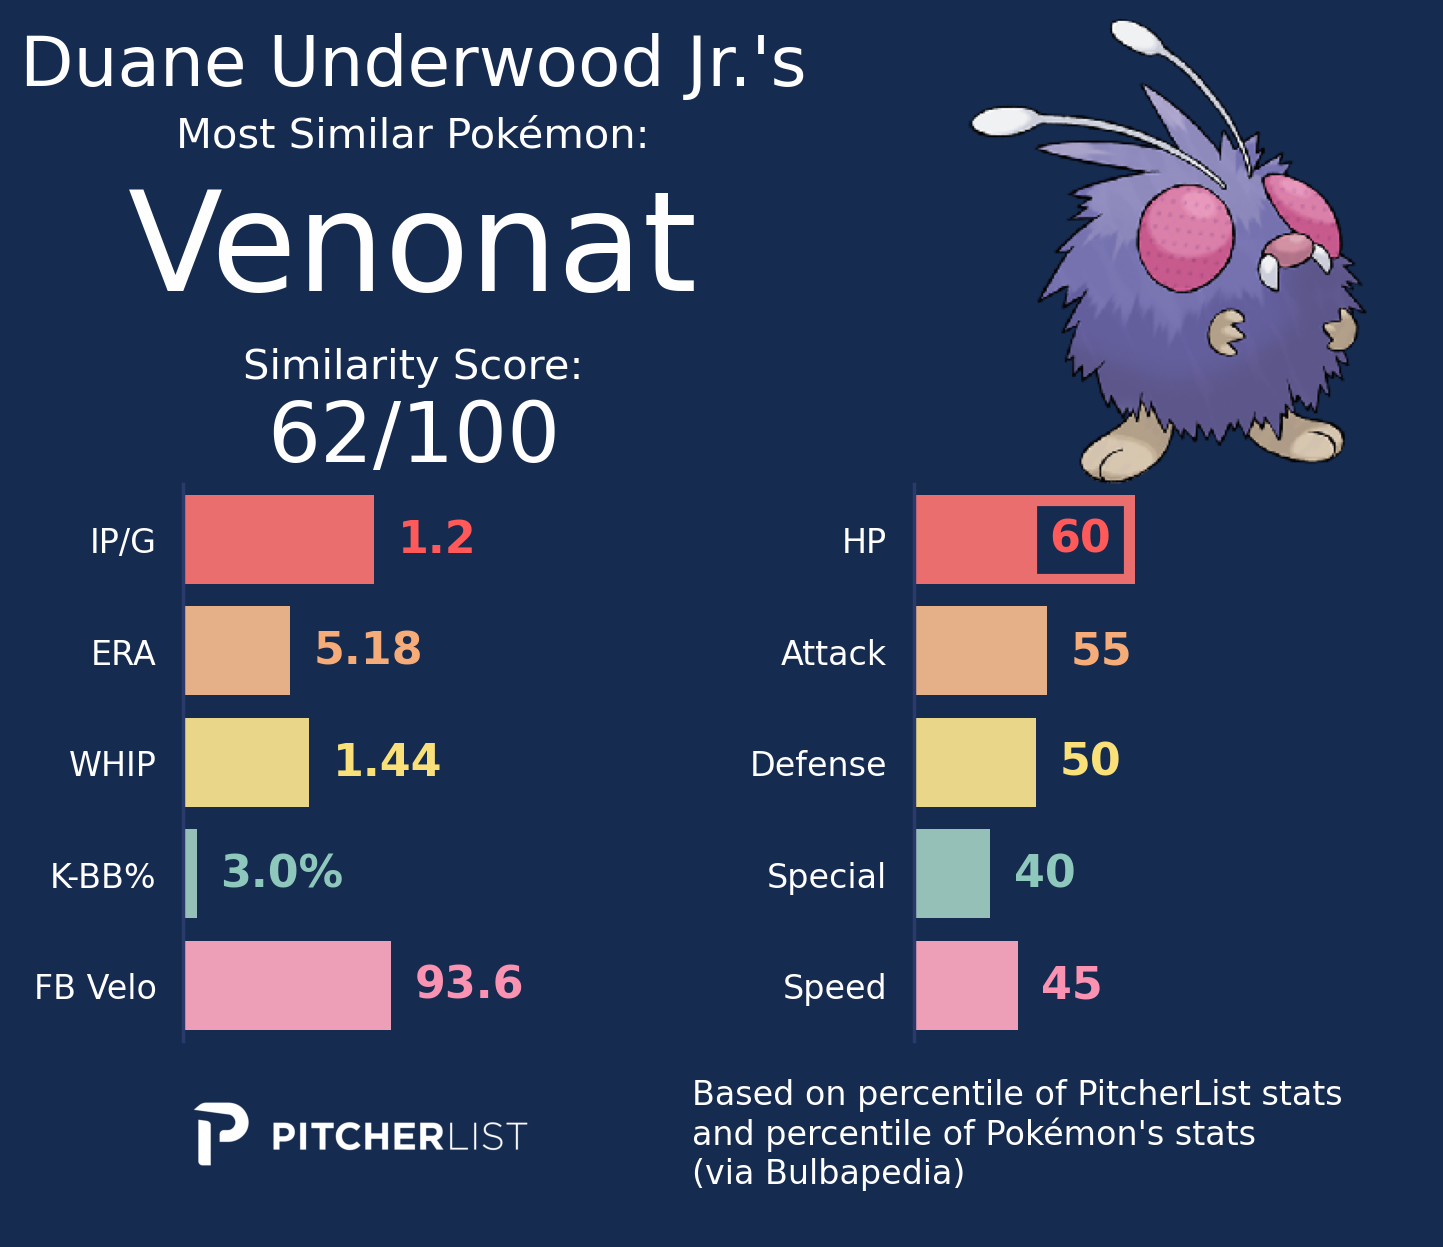 Duane Underwood Jr.'s
Most Similar Pokémon:
Venonat
Similarity Score:
62/100
IP/G 1.2
ERA 5.18
WHIP 1.44
K-BB% 3.0%
FB Velo 93.6
HP 60
Attack 55
Defense 50
Special 40
Speed 45
PITCHERLIST
Based on percentile of PitcherList stats
and percentile of Pokémon's stats
(via Bulbapedia)